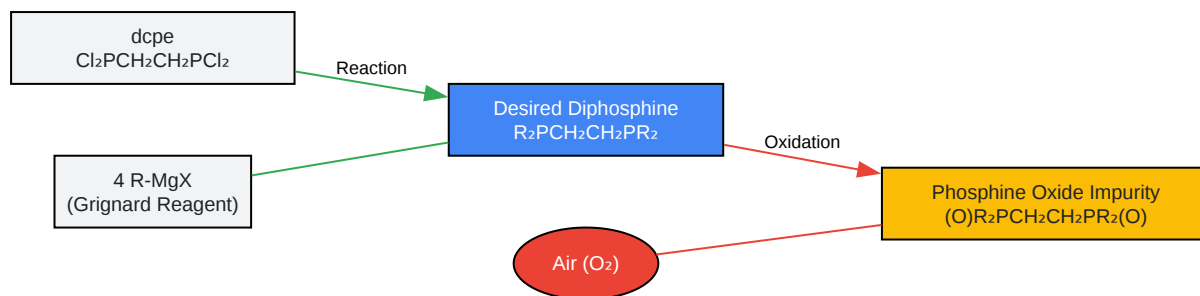 dcpe
Cl₂PCH₂CH₂PCl₂
Reaction
Desired Diphosphine
R₂PCH₂CH₂PR₂
4 R-MgX
(Grignard Reagent)
Oxidation
Phosphine Oxide Impurity
(O)R₂PCH₂CH₂PR₂(O)
Air (O₂)